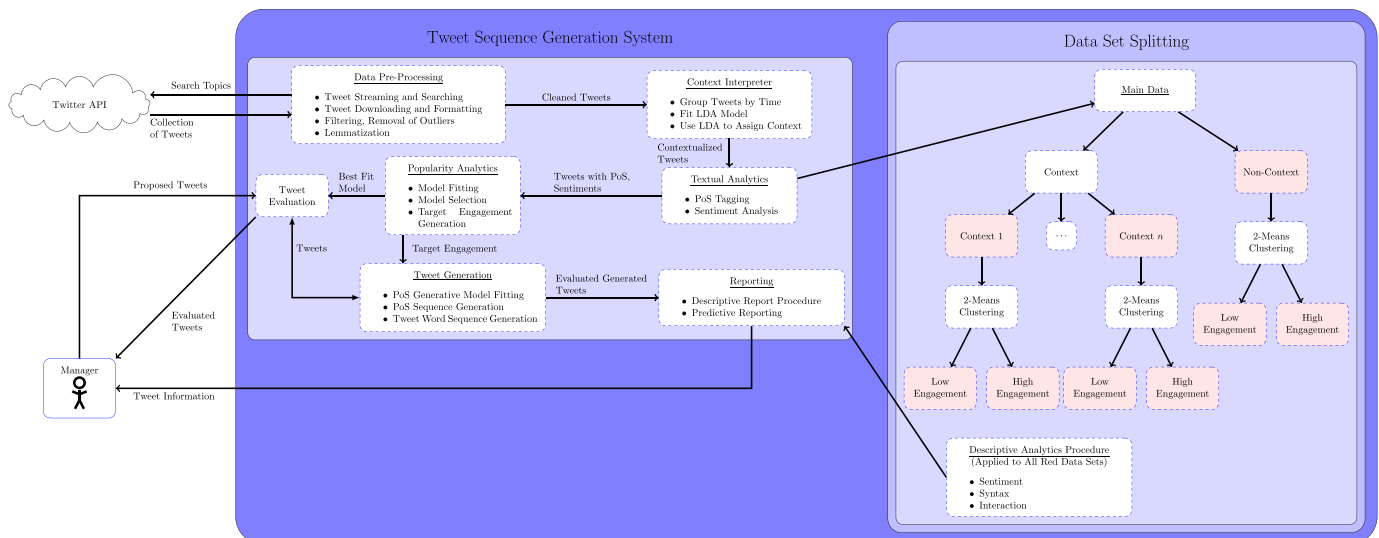 Tweet Sequence Generation System
Data Set Splitting
Twitter API
Search Topics
Collection
of Tweets
Data Pre-Processing
• Tweet Streaming and Searching
• Tweet Downloading and Formatting
• Filtering, Removal of Outliers
• Lemmatization
Cleaned Tweets
Context Interpreter
• Group Tweets by Time
• Fit LDA Model
• Use LDA to Assign Context
Contextualized
Tweets
Textual Analytics
• PoS Tagging
• Sentiment Analysis
Tweets with PoS,
Sentiments
Popularity Analytics
• Model Fitting
• Model Selection
• Target Engagement
Generation
Best Fit
Model
Tweet
Evaluation
Proposed Tweets
Tweets
Target Engagement
Tweet Generation
• PoS Generative Model Fitting
• PoS Sequence Generation
• Tweet Word Sequence Generation
Evaluated Generated
Tweets
Reporting
• Descriptive Report Procedure
• Predictive Reporting
Evaluated
Tweets
Manager
Tweet Information
Main Data
Context
Non-Context
Context 1
...
Context n
2-Means
Clustering
2-Means
Clustering
2-Means
Clustering
Low
Engagement
High
Engagement
Low
Engagement
High
Engagement
Low
Engagement
High
Engagement
Descriptive Analytics Procedure
(Applied to All Red Data Sets)
• Sentiment
• Syntax
• Interaction